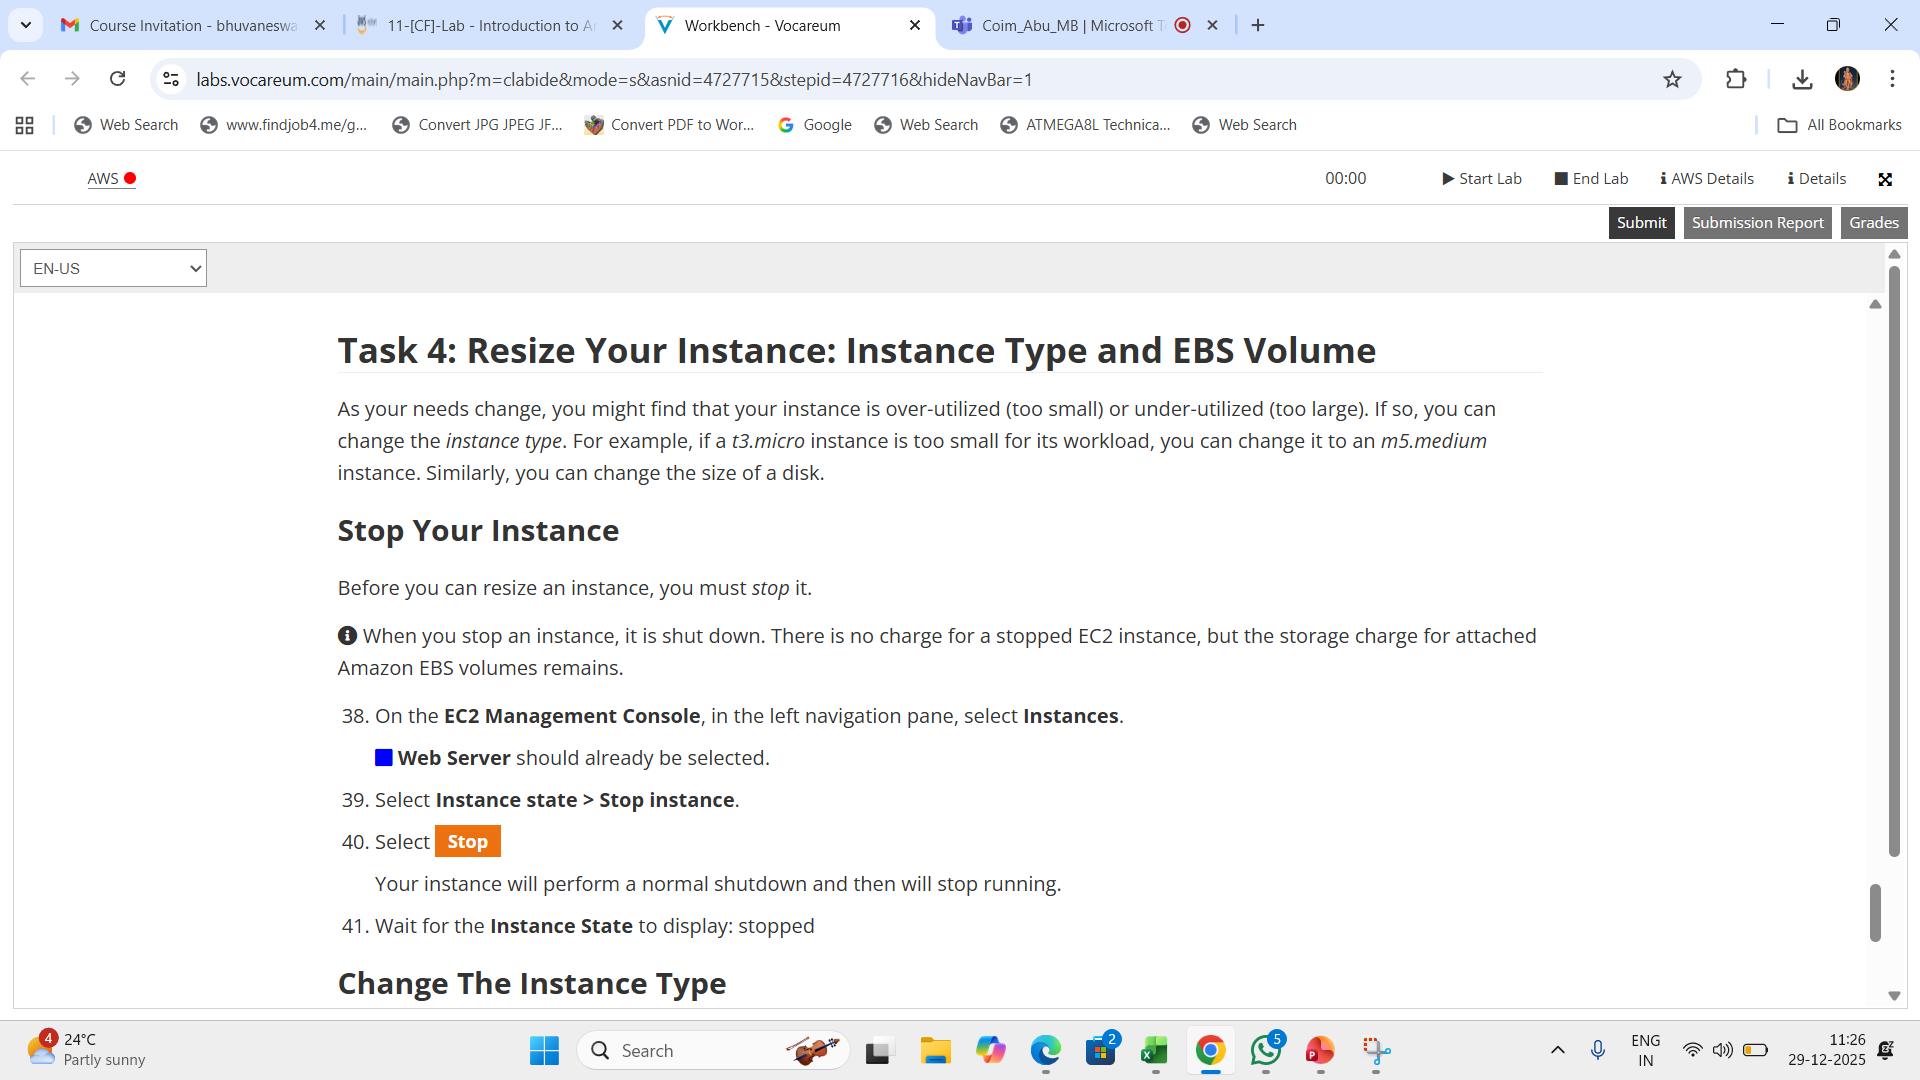 Course Invitation - bhuvaneswa
11-[CF]-Lab - Introduction to A
Workbench - Vocareum
Coim_Abu_MB | Microsoft T
labs.vocareum.com/main/main.php?m=clabide&mode=s&asnid=4727715&stepid=4727716&hideNavBar=1
Web Search
www.findjob4.me/g...
Convert JPG JPEG JF...
Convert PDF to Wor...
Google
Web Search
ATMEGA8L Technica...
Web Search
All Bookmarks
AWS
00:00
Start Lab
End Lab
AWS Details
Details
Submit
Submission Report
Grades
EN-US
Task 4: Resize Your Instance: Instance Type and EBS Volume
As your needs change, you might find that your instance is over-utilized (too small) or under-utilized (too large). If so, you can
change the instance type. For example, if a t3.micro instance is too small for its workload, you can change it to an m5.medium
instance. Similarly, you can change the size of a disk.
Stop Your Instance
Before you can resize an instance, you must stop it.
When you stop an instance, it is shut down. There is no charge for a stopped EC2 instance, but the storage charge for attached
Amazon EBS volumes remains.
38. On the EC2 Management Console, in the left navigation pane, select Instances.
Web Server should already be selected.
39. Select Instance state > Stop instance.
40. Select Stop
Your instance will perform a normal shutdown and then will stop running.
41. Wait for the Instance State to display: stopped
Change The Instance Type
4
24°C
Partly sunny
Search
2
5
ENG
IN
11:26
29-12-2025